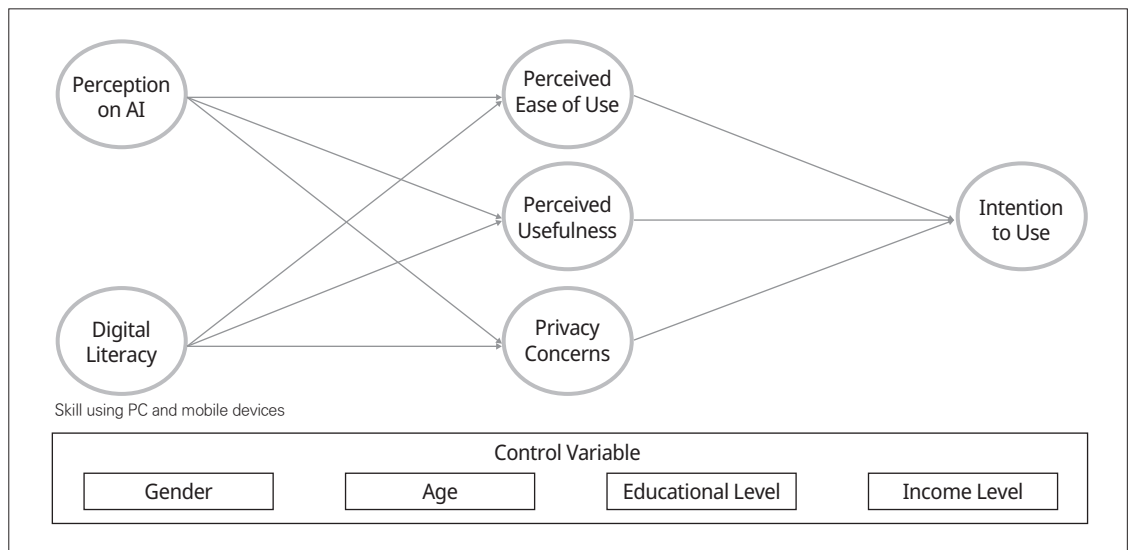 Perception
on AI
Perceived
Ease of Use
Perceived
Usefulness
Intention
to Use
Digital
Literacy
Privacy
Concerns
Skill using PC and mobile devices
Control Variable
Gender
Age
Educational Level
Income Level